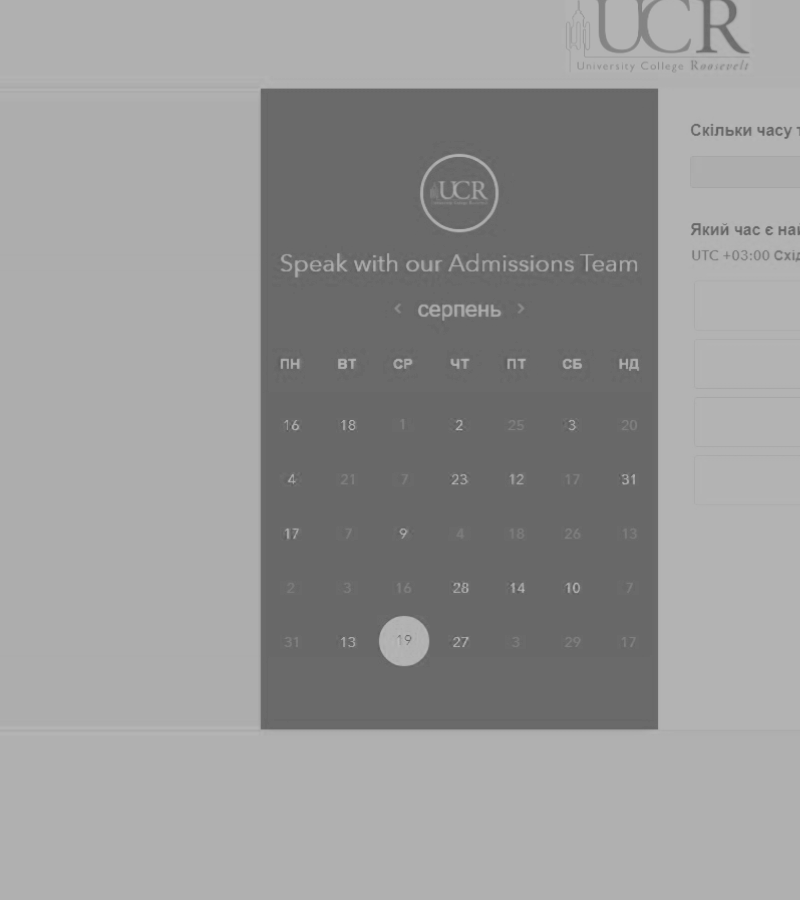 UCR
University College Roosevelt
Скільки часу
UCR
Який час є
Speak with our Admissions Team
UTC +03:00
< серпень >
ПН ВТ СР ЧТ ПТ СБ НД
16 18 1 2 25 3 20
4 21 7 23 12 17 31
17 7 9 4 18 26 13
2 3 16 28 14 10 7
31 13 19 27 3 29 17